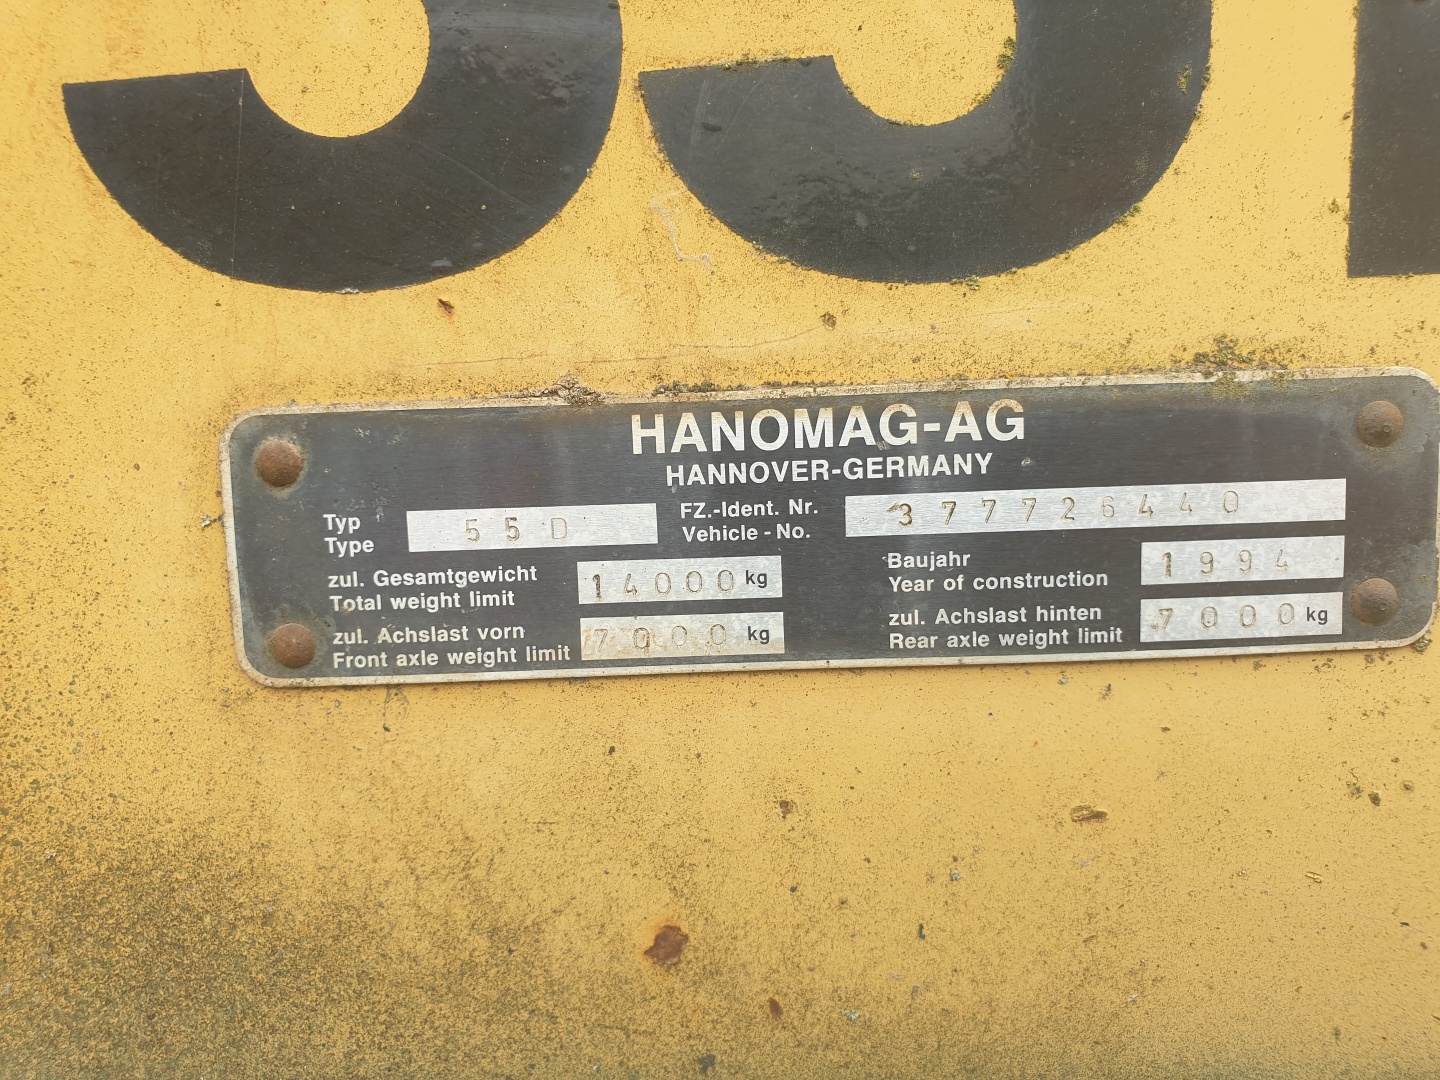 55D
HANOMAG-AG
HANNOVER-GERMANY
Typ
Type
55D
FZ.-Ident. Nr.
Vehicle - No.
377726440
zul. Gesamtgewicht
Total weight limit
14000 kg
Baujahr
Year of construction
1994
zul. Achslast vorn
Front axle weight limit
7000 kg
zul. Achslast hinten
Rear axle weight limit
7000 kg